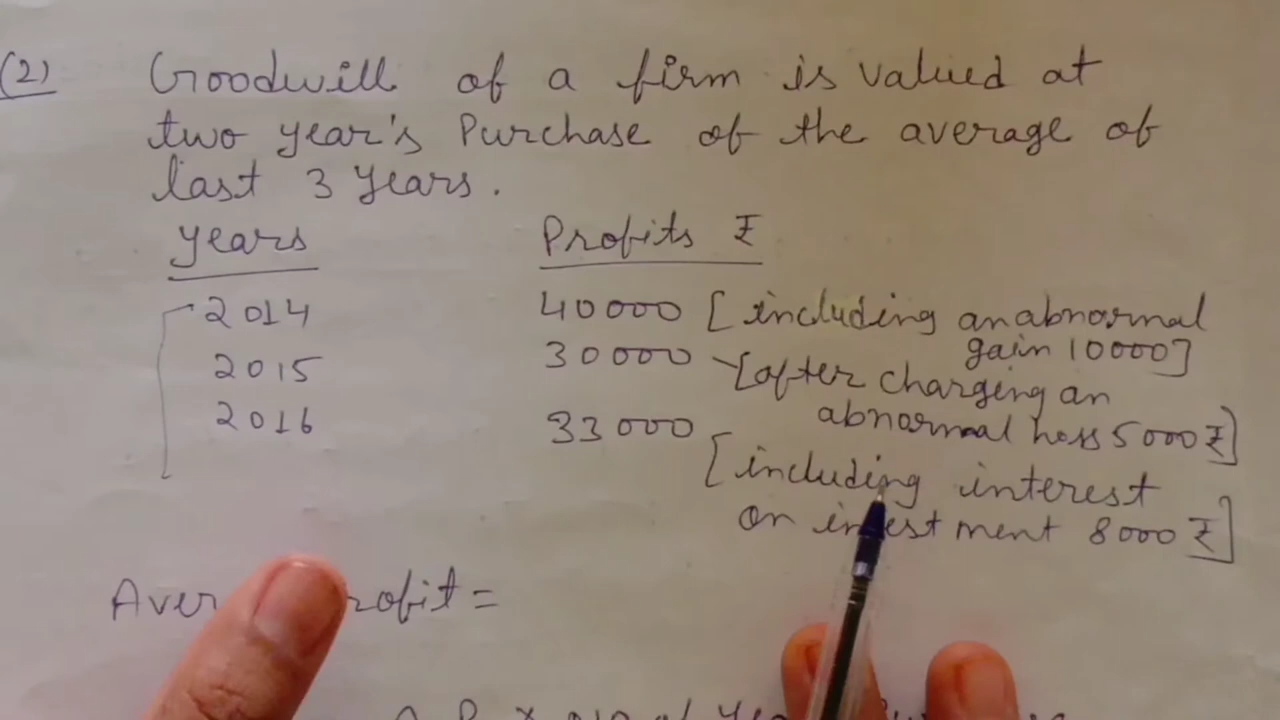 (2) Goodwill of a firm is valued at
two year's Purchase of the average of
last 3 years.
years Profits ₹
2014 40000 [including an abnormal
gain 10000]
2015 30000 [after charging an
abnormal loss 5000 ₹]
2016 33000 [including interest
on investment 8000 ₹]
=